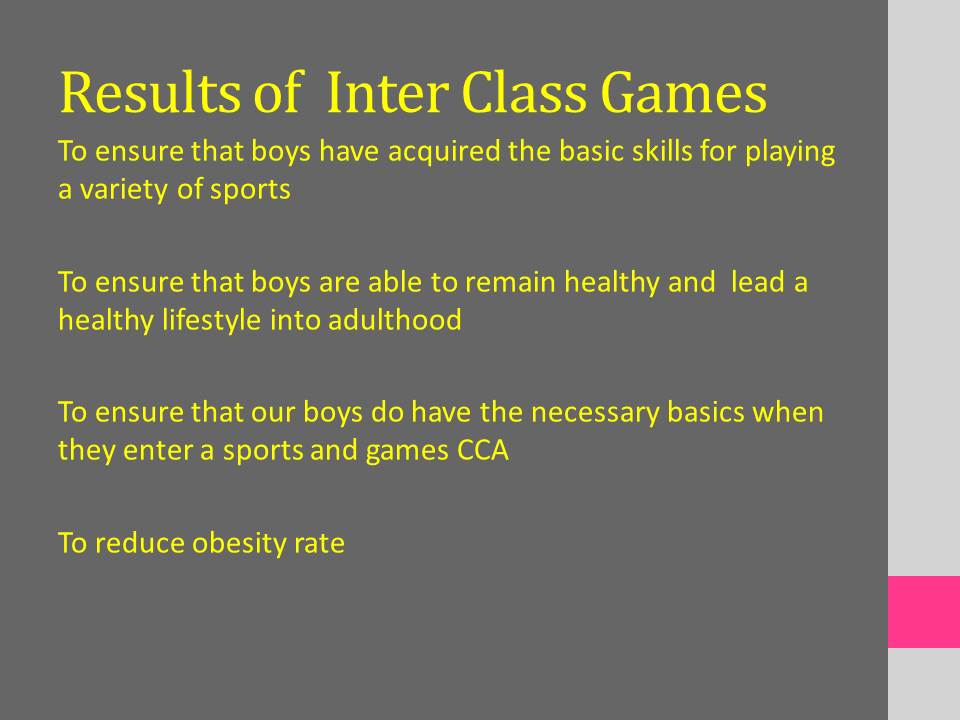 Results of  Inter Class Games
To ensure that boys have acquired the basic skills for playing
a variety of sports
To ensure that boys are able to remain healthy and  lead a
healthy lifestyle into adulthood
To ensure that our boys do have the necessary basics when
they enter a sports and games CCA
To reduce obesity rate